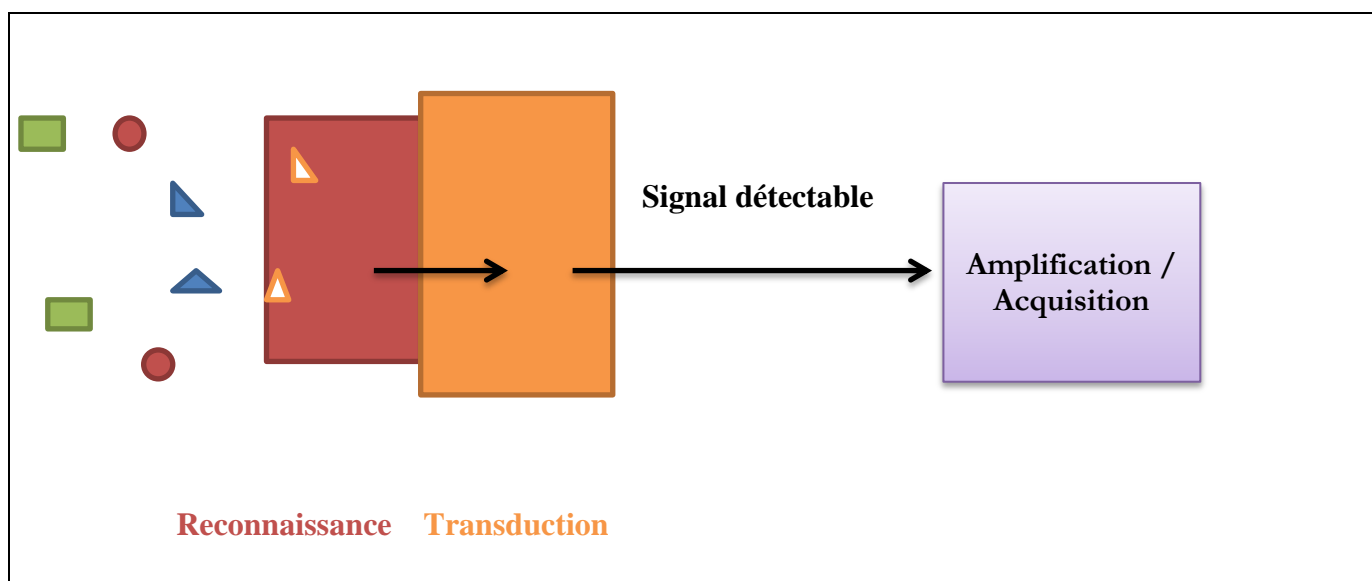 Signal détectable
Amplification /
Acquisition
Reconnaissance
Transduction